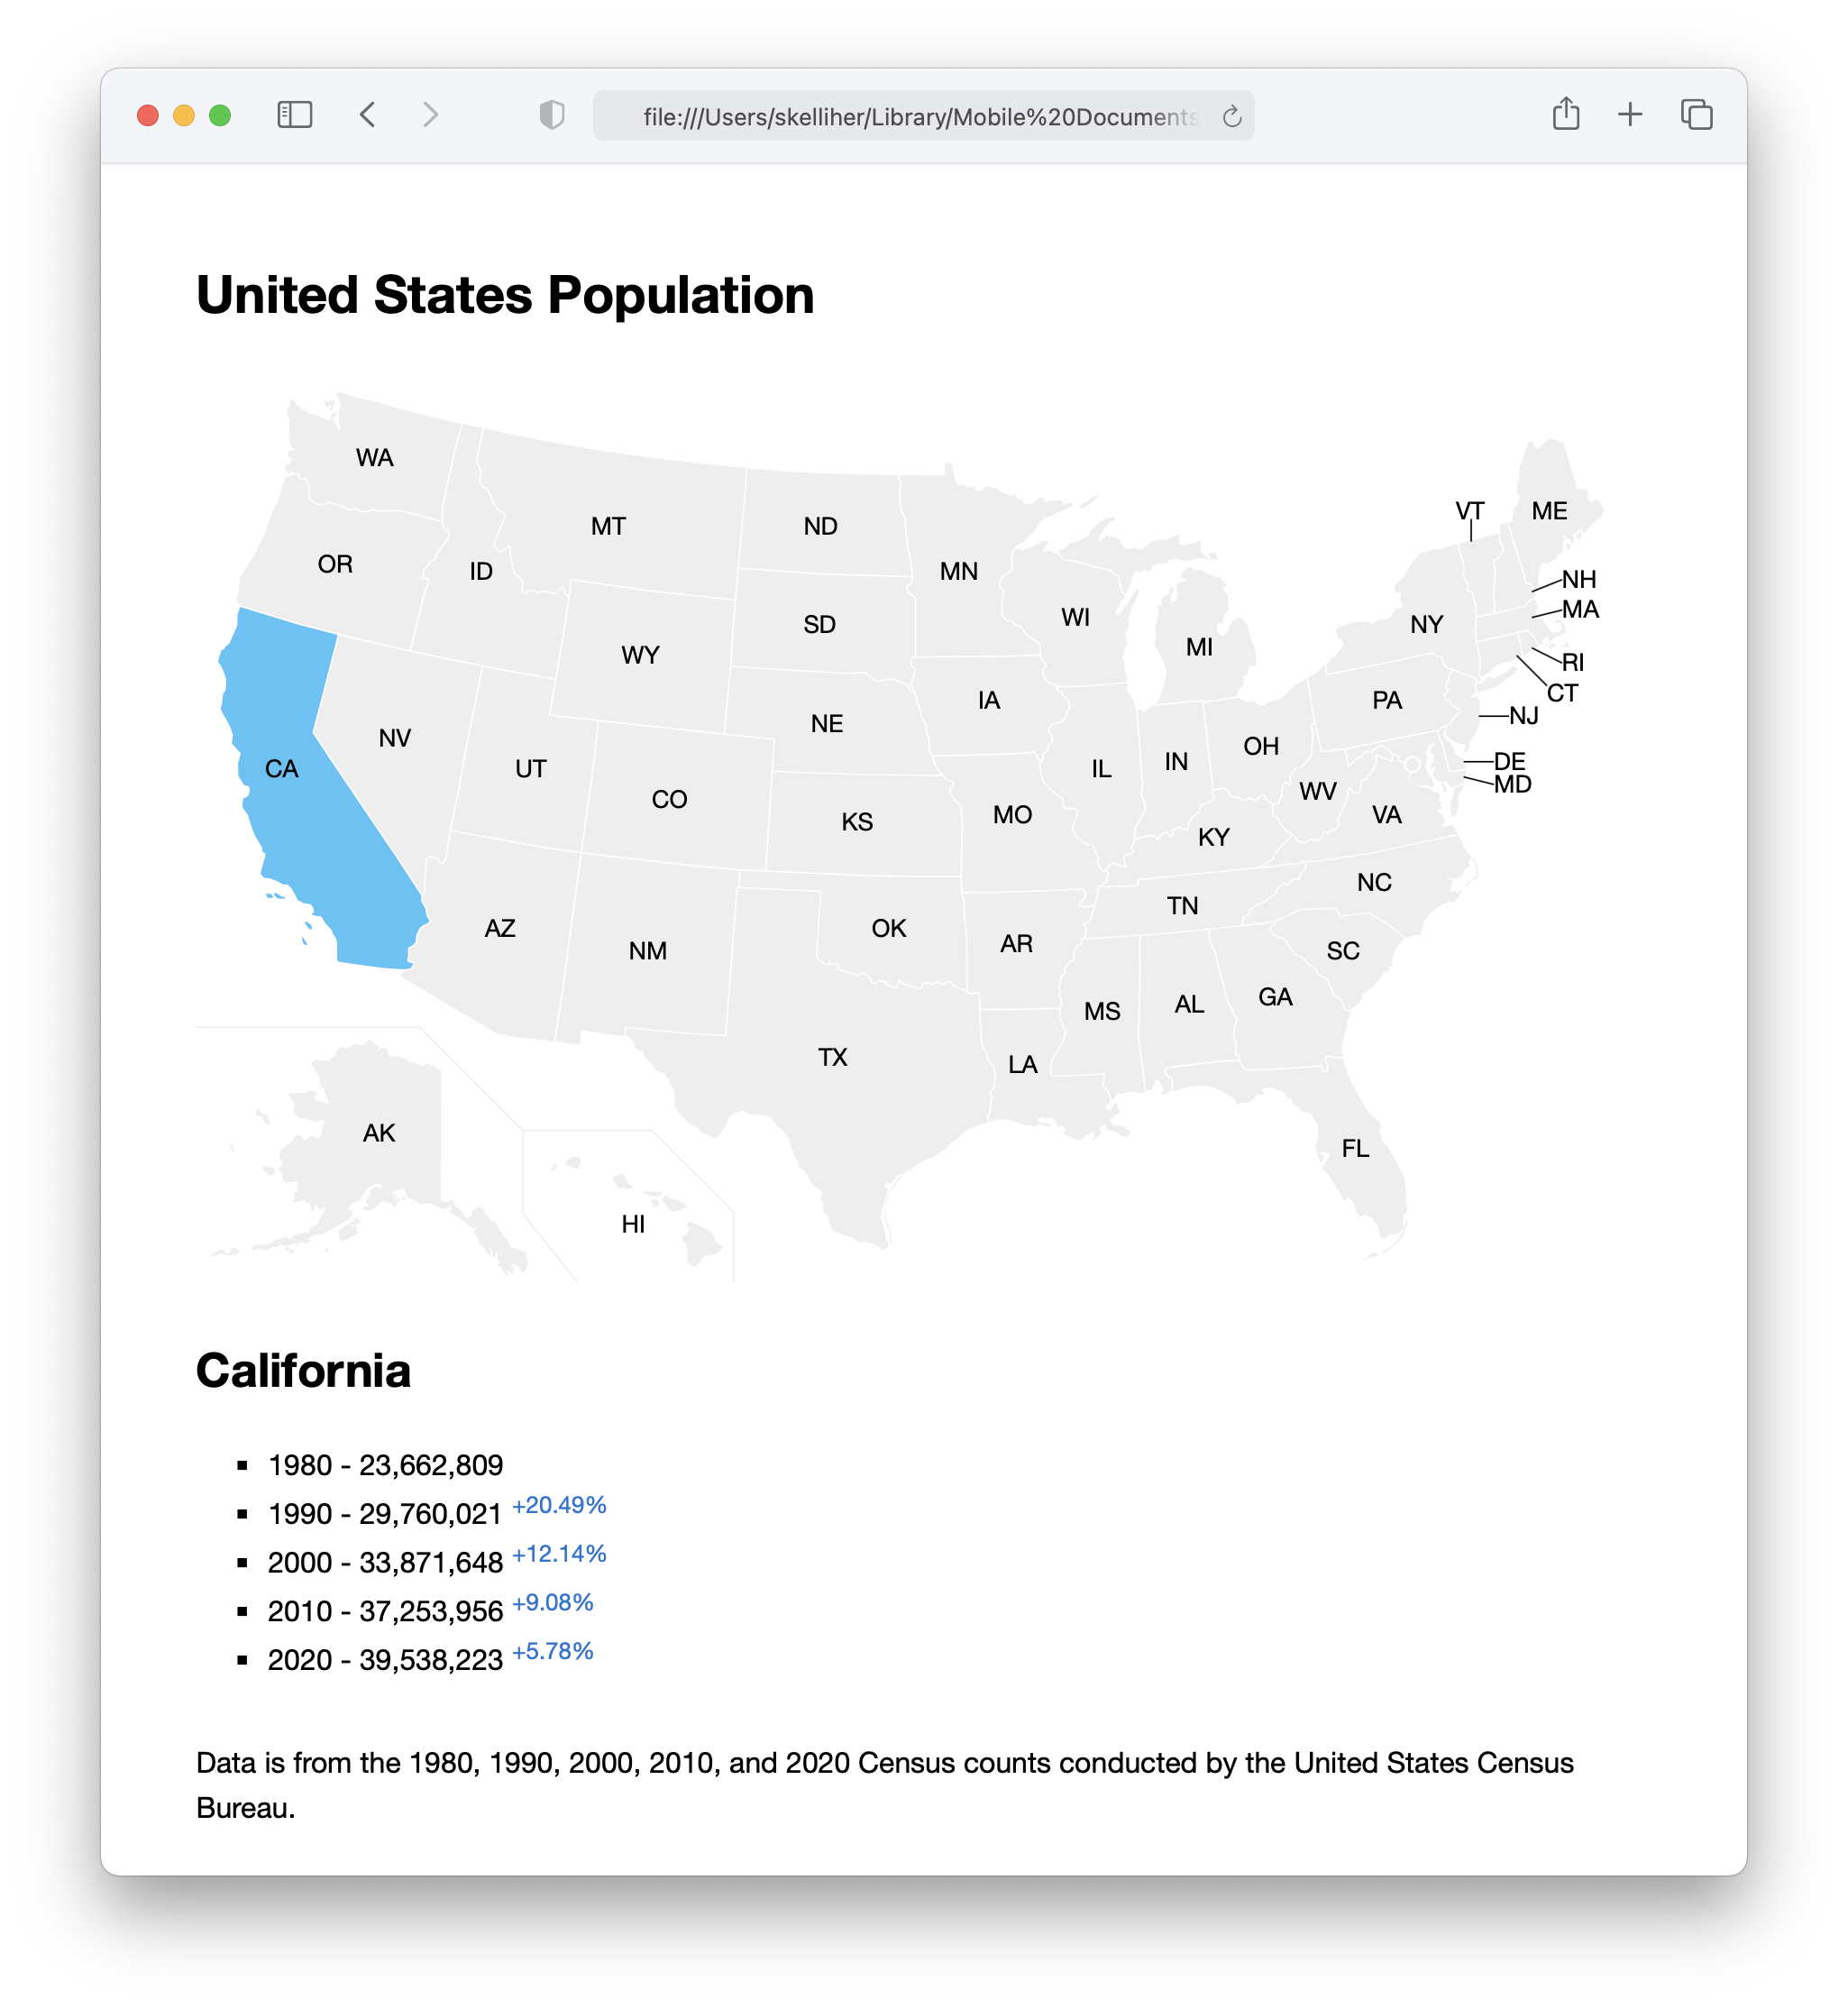 file:///Users/skelliher/Library/Mobile%20Documents
United States Population
WA
MT
ND
VT
ME
OR
ID
MN
NH
MA
WI
SD
NY
MI
WY
RI
CT
IA
PA
NJ
NE
NV
OH
CA
UT
IL
IN
DE
MD
CO
WV
MO
VA
KS
KY
NC
TN
AZ
OK
AR
NM
SC
MS
AL
GA
TX
LA
AK
FL
HI
California
1980 - 23,662,809
1990 - 29,760,021 +20.49%
2000 - 33,871,648 +12.14%
2010 - 37,253,956 +9.08%
2020 - 39,538,223 +5.78%
Data is from the 1980, 1990, 2000, 2010, and 2020 Census counts conducted by the United States Census
Bureau.